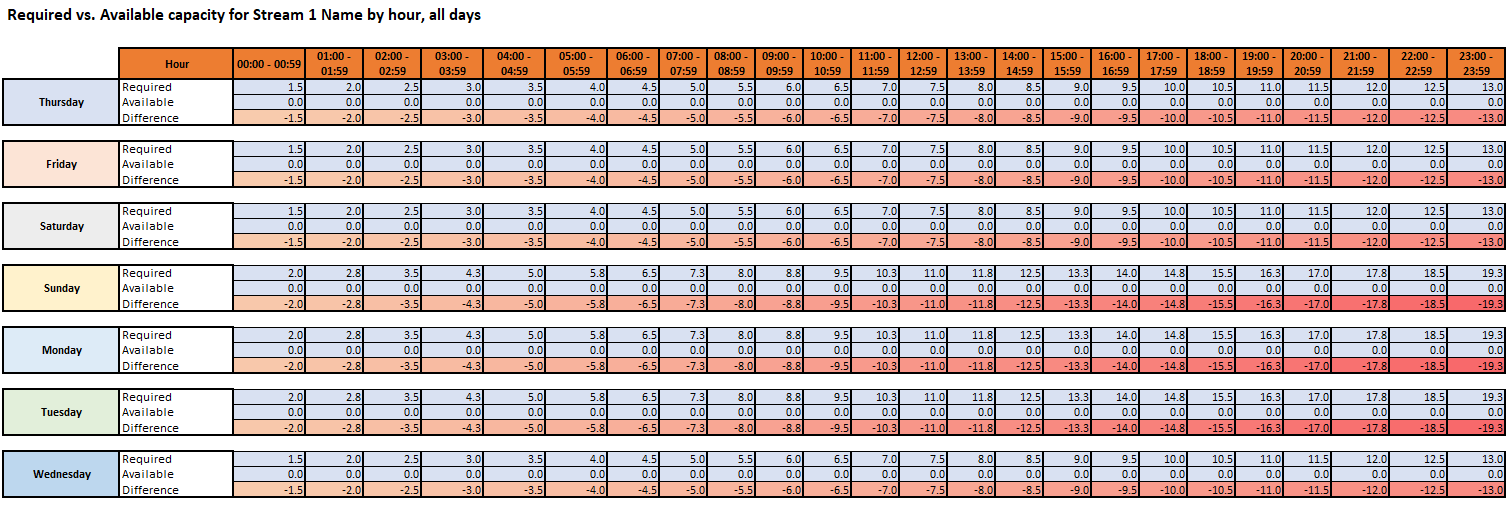 Required vs. Available capacity for Stream 1 Name by hour, all days
Hour 00:00 - 00:59 01:00 - 01:59 02:00 - 02:59 03:00 - 03:59 04:00 - 04:59 05:00 - 05:59 06:00 - 06:59 07:00 - 07:59 08:00 - 08:59 09:00 - 09:59 10:00 - 10:59 11:00 - 11:59 12:00 - 12:59 13:00 - 13:59 14:00 - 14:59 15:00 - 15:59 16:00 - 16:59 17:00 - 17:59 18:00 - 18:59 19:00 - 19:59 20:00 - 20:59 21:00 - 21:59 22:00 - 22:59 23:00 - 23:59
Thursday
Required 1.5 2.0 2.5 3.0 3.5 4.0 4.5 5.0 5.5 6.0 6.5 7.0 7.5 8.0 8.5 9.0 9.5 10.0 10.5 11.0 11.5 12.0 12.5 13.0
Available 0.0 0.0 0.0 0.0 0.0 0.0 0.0 0.0 0.0 0.0 0.0 0.0 0.0 0.0 0.0 0.0 0.0 0.0 0.0 0.0 0.0 0.0 0.0 0.0
Difference -1.5 -2.0 -2.5 -3.0 -3.5 -4.0 -4.5 -5.0 -5.5 -6.0 -6.5 -7.0 -7.5 -8.0 -8.5 -9.0 -9.5 -10.0 -10.5 -11.0 -11.5 -12.0 -12.5 -13.0
Friday
Required 1.5 2.0 2.5 3.0 3.5 4.0 4.5 5.0 5.5 6.0 6.5 7.0 7.5 8.0 8.5 9.0 9.5 10.0 10.5 11.0 11.5 12.0 12.5 13.0
Available 0.0 0.0 0.0 0.0 0.0 0.0 0.0 0.0 0.0 0.0 0.0 0.0 0.0 0.0 0.0 0.0 0.0 0.0 0.0 0.0 0.0 0.0 0.0 0.0
Difference -1.5 -2.0 -2.5 -3.0 -3.5 -4.0 -4.5 -5.0 -5.5 -6.0 -6.5 -7.0 -7.5 -8.0 -8.5 -9.0 -9.5 -10.0 -10.5 -11.0 -11.5 -12.0 -12.5 -13.0
Saturday
Required 1.5 2.0 2.5 3.0 3.5 4.0 4.5 5.0 5.5 6.0 6.5 7.0 7.5 8.0 8.5 9.0 9.5 10.0 10.5 11.0 11.5 12.0 12.5 13.0
Available 0.0 0.0 0.0 0.0 0.0 0.0 0.0 0.0 0.0 0.0 0.0 0.0 0.0 0.0 0.0 0.0 0.0 0.0 0.0 0.0 0.0 0.0 0.0 0.0
Difference -1.5 -2.0 -2.5 -3.0 -3.5 -4.0 -4.5 -5.0 -5.5 -6.0 -6.5 -7.0 -7.5 -8.0 -8.5 -9.0 -9.5 -10.0 -10.5 -11.0 -11.5 -12.0 -12.5 -13.0
Sunday
Required 2.0 2.8 3.5 4.3 5.0 5.8 6.5 7.3 8.0 8.8 9.5 10.3 11.0 11.8 12.5 13.3 14.0 14.8 15.5 16.3 17.0 17.8 18.5 19.3
Available 0.0 0.0 0.0 0.0 0.0 0.0 0.0 0.0 0.0 0.0 0.0 0.0 0.0 0.0 0.0 0.0 0.0 0.0 0.0 0.0 0.0 0.0 0.0 0.0
Difference -2.0 -2.8 -3.5 -4.3 -5.0 -5.8 -6.5 -7.3 -8.0 -8.8 -9.5 -10.3 -11.0 -11.8 -12.5 -13.3 -14.0 -14.8 -15.5 -16.3 -17.0 -17.8 -18.5 -19.3
Monday
Required 2.0 2.8 3.5 4.3 5.0 5.8 6.5 7.3 8.0 8.8 9.5 10.3 11.0 11.8 12.5 13.3 14.0 14.8 15.5 16.3 17.0 17.8 18.5 19.3
Available 0.0 0.0 0.0 0.0 0.0 0.0 0.0 0.0 0.0 0.0 0.0 0.0 0.0 0.0 0.0 0.0 0.0 0.0 0.0 0.0 0.0 0.0 0.0 0.0
Difference -2.0 -2.8 -3.5 -4.3 -5.0 -5.8 -6.5 -7.3 -8.0 -8.8 -9.5 -10.3 -11.0 -11.8 -12.5 -13.3 -14.0 -14.8 -15.5 -16.3 -17.0 -17.8 -18.5 -19.3
Tuesday
Required 2.0 2.8 3.5 4.3 5.0 5.8 6.5 7.3 8.0 8.8 9.5 10.3 11.0 11.8 12.5 13.3 14.0 14.8 15.5 16.3 17.0 17.8 18.5 19.3
Available 0.0 0.0 0.0 0.0 0.0 0.0 0.0 0.0 0.0 0.0 0.0 0.0 0.0 0.0 0.0 0.0 0.0 0.0 0.0 0.0 0.0 0.0 0.0 0.0
Difference -2.0 -2.8 -3.5 -4.3 -5.0 -5.8 -6.5 -7.3 -8.0 -8.8 -9.5 -10.3 -11.0 -11.8 -12.5 -13.3 -14.0 -14.8 -15.5 -16.3 -17.0 -17.8 -18.5 -19.3
Wednesday
Required 1.5 2.0 2.5 3.0 3.5 4.0 4.5 5.0 5.5 6.0 6.5 7.0 7.5 8.0 8.5 9.0 9.5 10.0 10.5 11.0 11.5 12.0 12.5 13.0
Available 0.0 0.0 0.0 0.0 0.0 0.0 0.0 0.0 0.0 0.0 0.0 0.0 0.0 0.0 0.0 0.0 0.0 0.0 0.0 0.0 0.0 0.0 0.0 0.0
Difference -1.5 -2.0 -2.5 -3.0 -3.5 -4.0 -4.5 -5.0 -5.5 -6.0 -6.5 -7.0 -7.5 -8.0 -8.5 -9.0 -9.5 -10.0 -10.5 -11.0 -11.5 -12.0 -12.5 -13.0